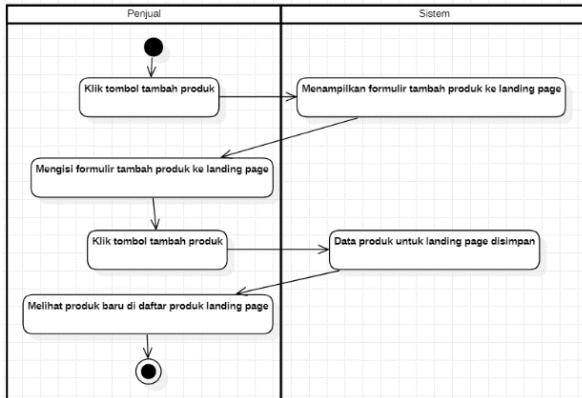 Penjual
Sistem
Klik tombol tambah produk
Menampilkan formulir tambah produk ke landing page
Mengisi formulir tambah produk ke landing page
Klik tombol tambah produk
Data produk untuk landing page disimpan
Melihat produk baru di daftar produk landing page